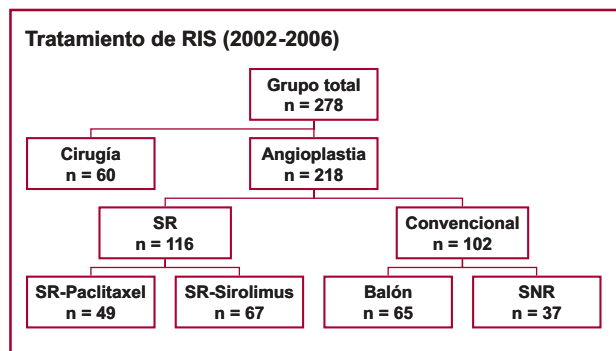 Tratamiento de RIS (2002-2006)
Grupo total
n = 278
Cirugía
n = 60
Angioplastia
n = 218
SR
n = 116
Convencional
n = 102
SR-Paclitaxel
n = 49
SR-Sirolimus
n = 67
Balón
n = 65
SNR
n = 37